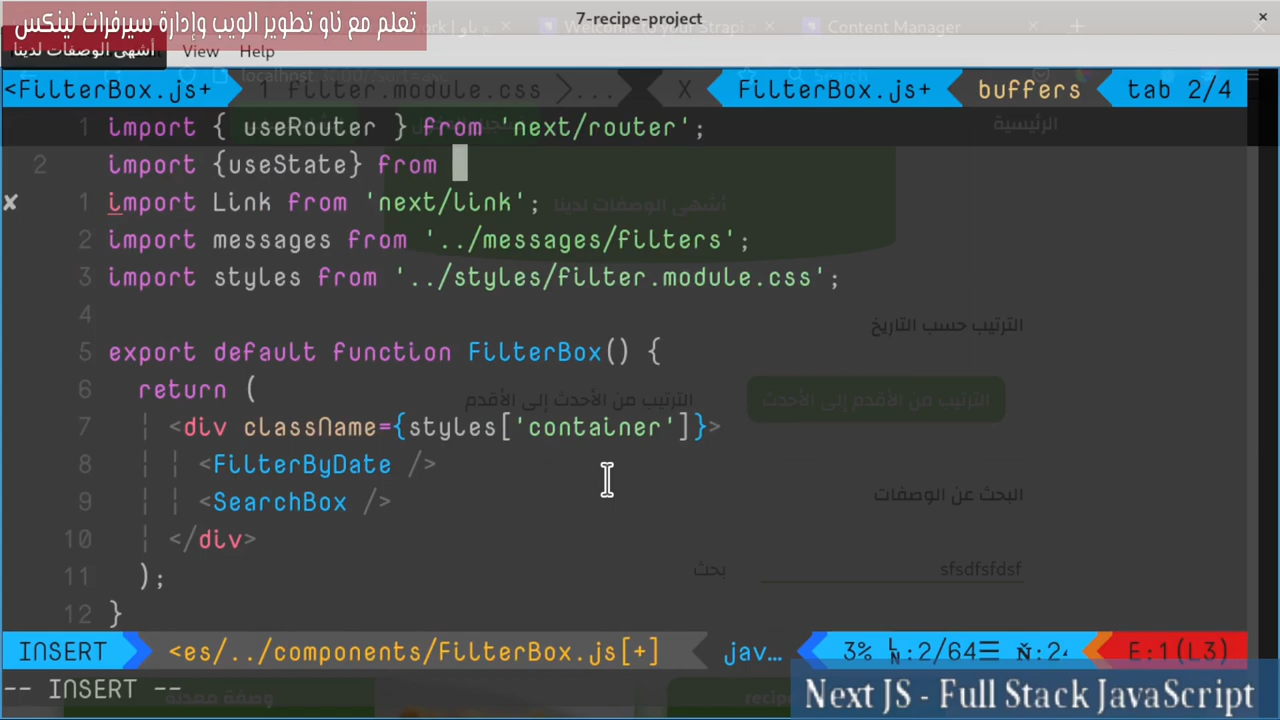 تعلم مع ناو تطوير الويب وإدارة سيرفرات لينكس
7-recipe-project
×
أشهى الوصفات لدينا
View Help
Welcome to your Strapi
Content Manager
localhost
Search
<FilterBox.js+ 1 filter.module.css >... X FilterBox.js+ buffers tab 2/4
1 import { useRouter } from 'next/router';
الرئيسية
2 import {useState} from
✘ 1 import Link from 'next/link';
أشهى الوصفات لدينا
2 import messages from '../messages/filters';
3 import styles from '../styles/filter.module.css';
4
الترتيب حسب التاريخ
5 export default function FilterBox() {
6 return (
الترتيب من الأقدم إلى الأحدث
الترتيب من الأحدث إلى الأقدم
7 <div className={styles['container']}>
8 <FilterByDate />
البحث عن الوصفات
9 <SearchBox />
10 </div>
sfsdfsfdsf
بحث
11 );
12 }
INSERT <es/../components/FilterBox.js[+] jav… 3% ㏑:2/64☰
E:1(L3)
-- INSERT --
وصفة معدلة
recipe
Next JS - Full Stack JavaScript